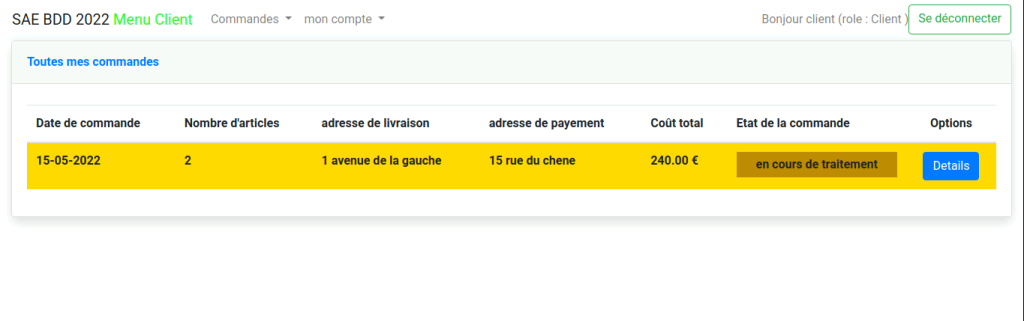 SAE BDD 2022 Menu Client Commandes mon compte Bonjour client (role : Client ) Se déconnecter
Toutes mes commandes
Date de commande Nombre d'articles adresse de livraison adresse de payement Coût total Etat de la commande Options
15-05-2022 2 1 avenue de la gauche 15 rue du chene 240.00 € en cours de traitement Details